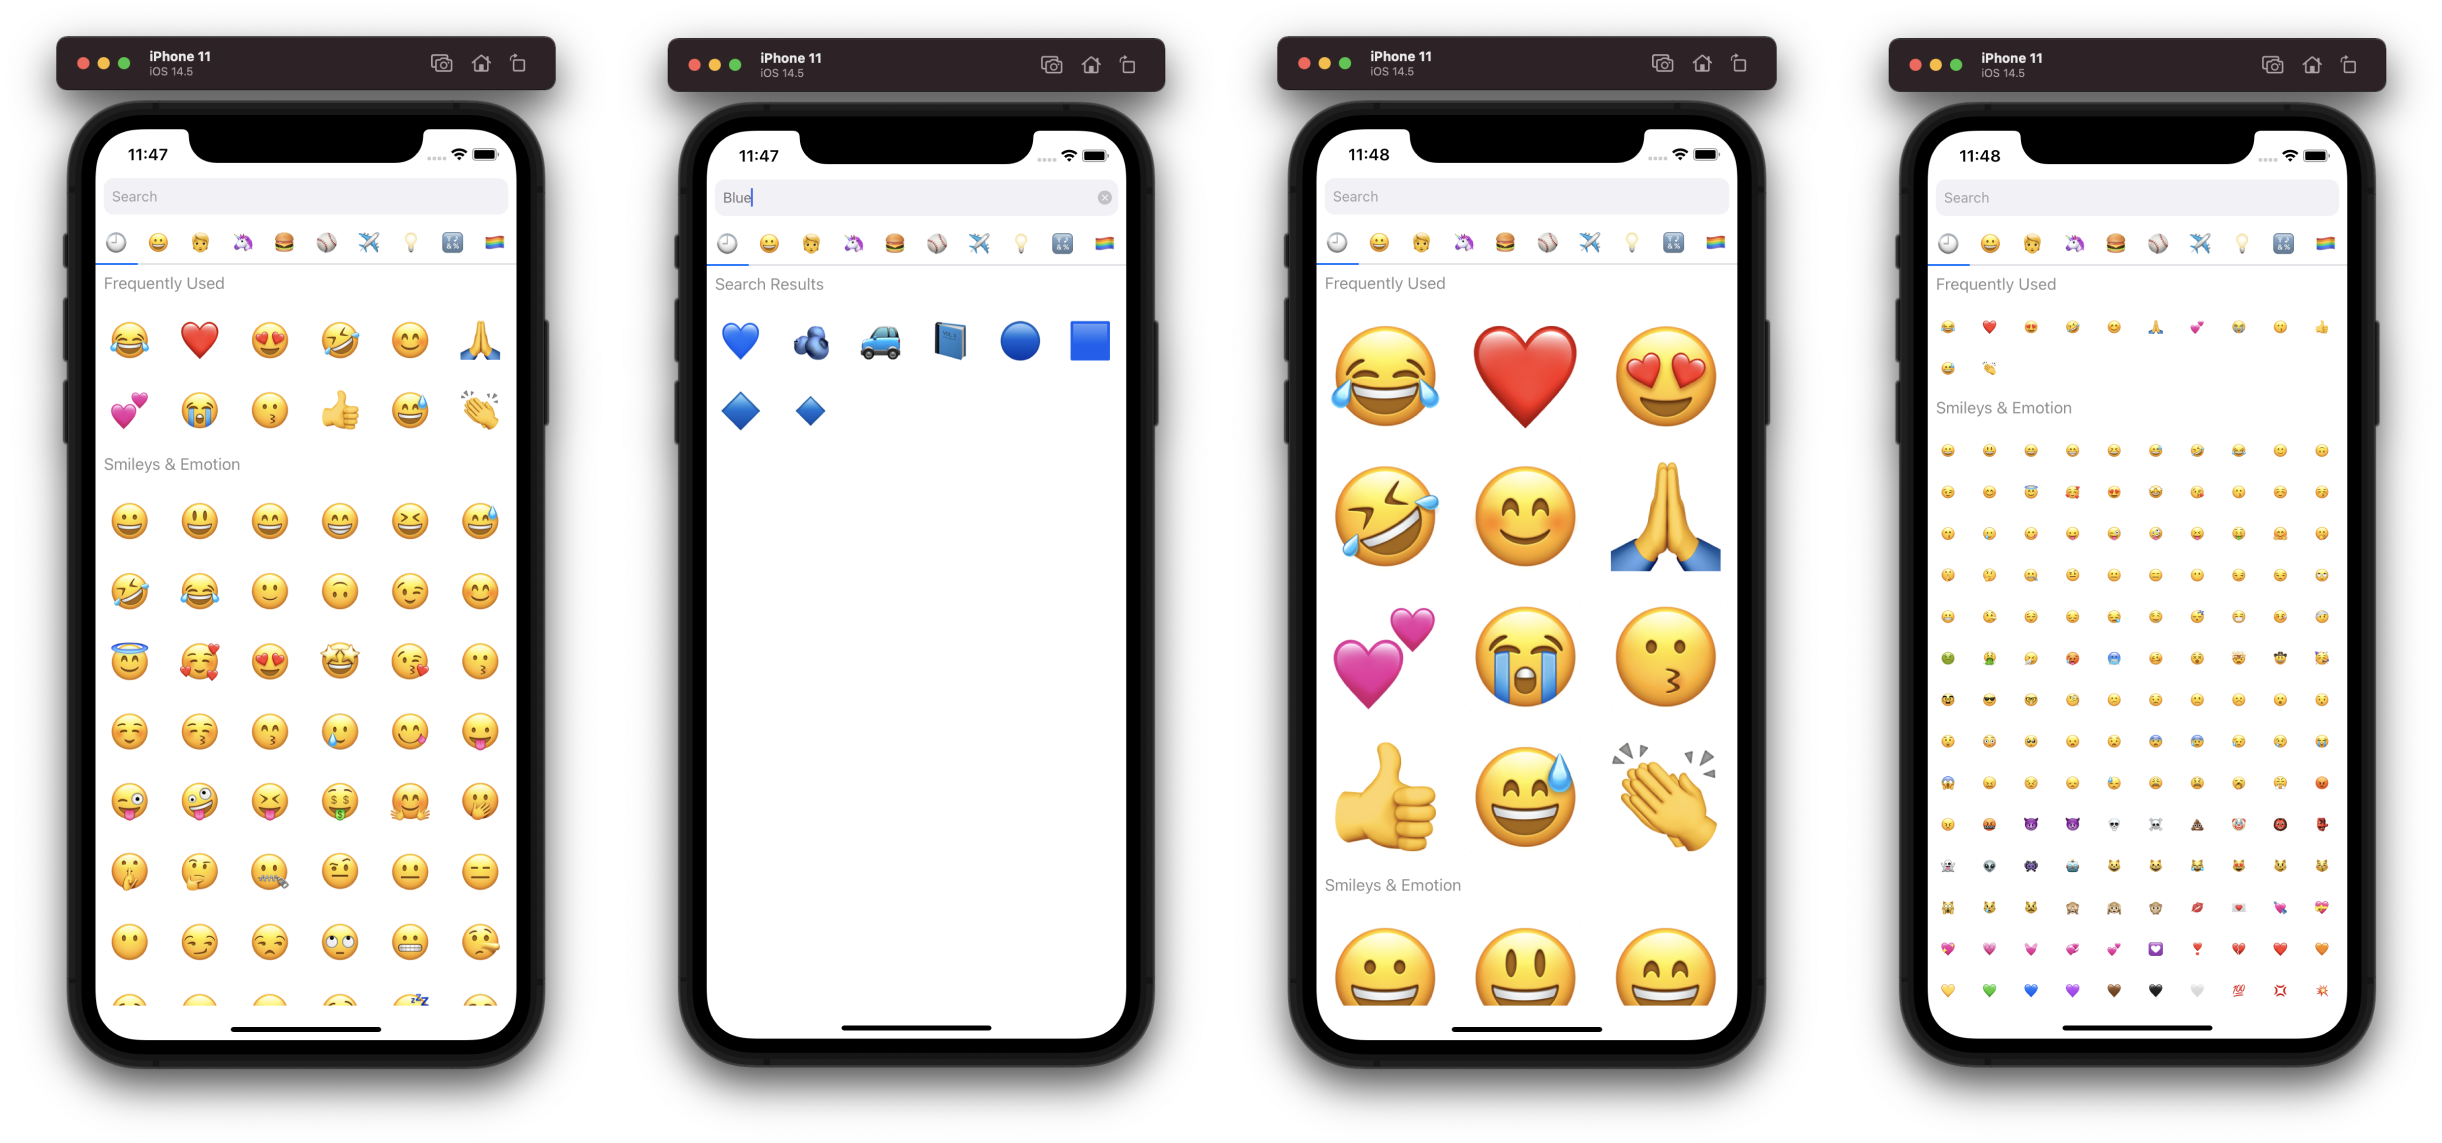 iPhone 11
iOS 14.5
11:47
Search
Frequently Used
Smileys & Emotion
iPhone 11
iOS 14.5
11:47
Blue
Search Results
iPhone 11
iOS 14.5
11:48
Search
Frequently Used
Smileys & Emotion
iPhone 11
iOS 14.5
11:48
Search
Frequently Used
Smileys & Emotion